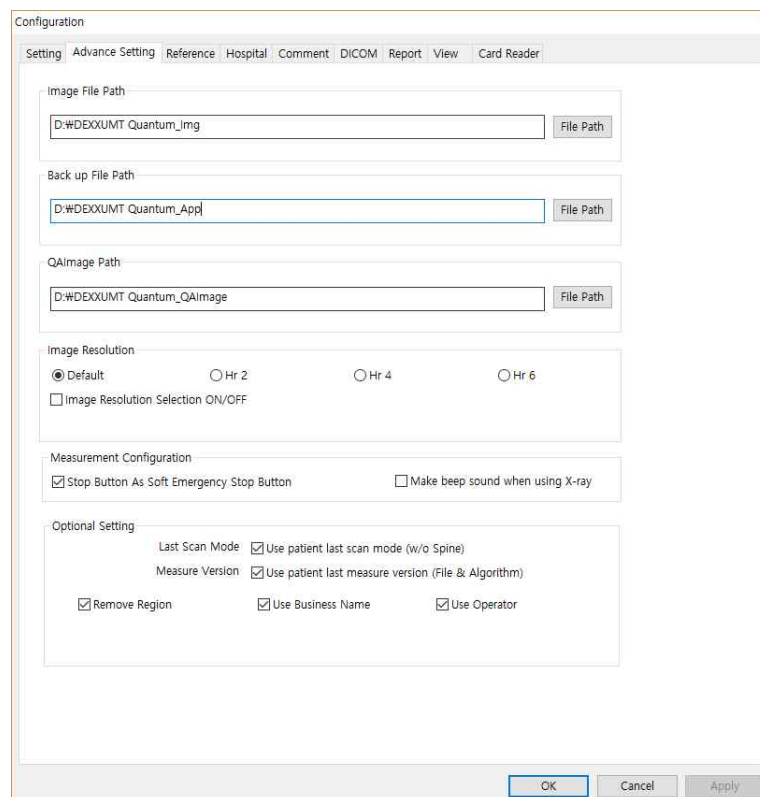 Configuration
Setting Advance Setting Reference Hospital Comment DICOM Report View Card Reader
Image File Path
D:₩DEXXUMT Quantum_Img File Path
Back up File Path
D:₩DEXXUMT Quantum_App File Path
QAImage Path
D:₩DEXXUMT Quantum_QAImage File Path
Image Resolution
Default Hr 2 Hr 4 Hr 6
Image Resolution Selection ON/OFF
Measurement Configuration
Stop Button As Soft Emergency Stop Button Make beep sound when using X-ray
Optional Setting
Last Scan Mode Use patient last scan mode (w/o Spine)
Measure Version Use patient last measure version (File & Algorithm)
Remove Region Use Business Name Use Operator
OK Cancel Apply